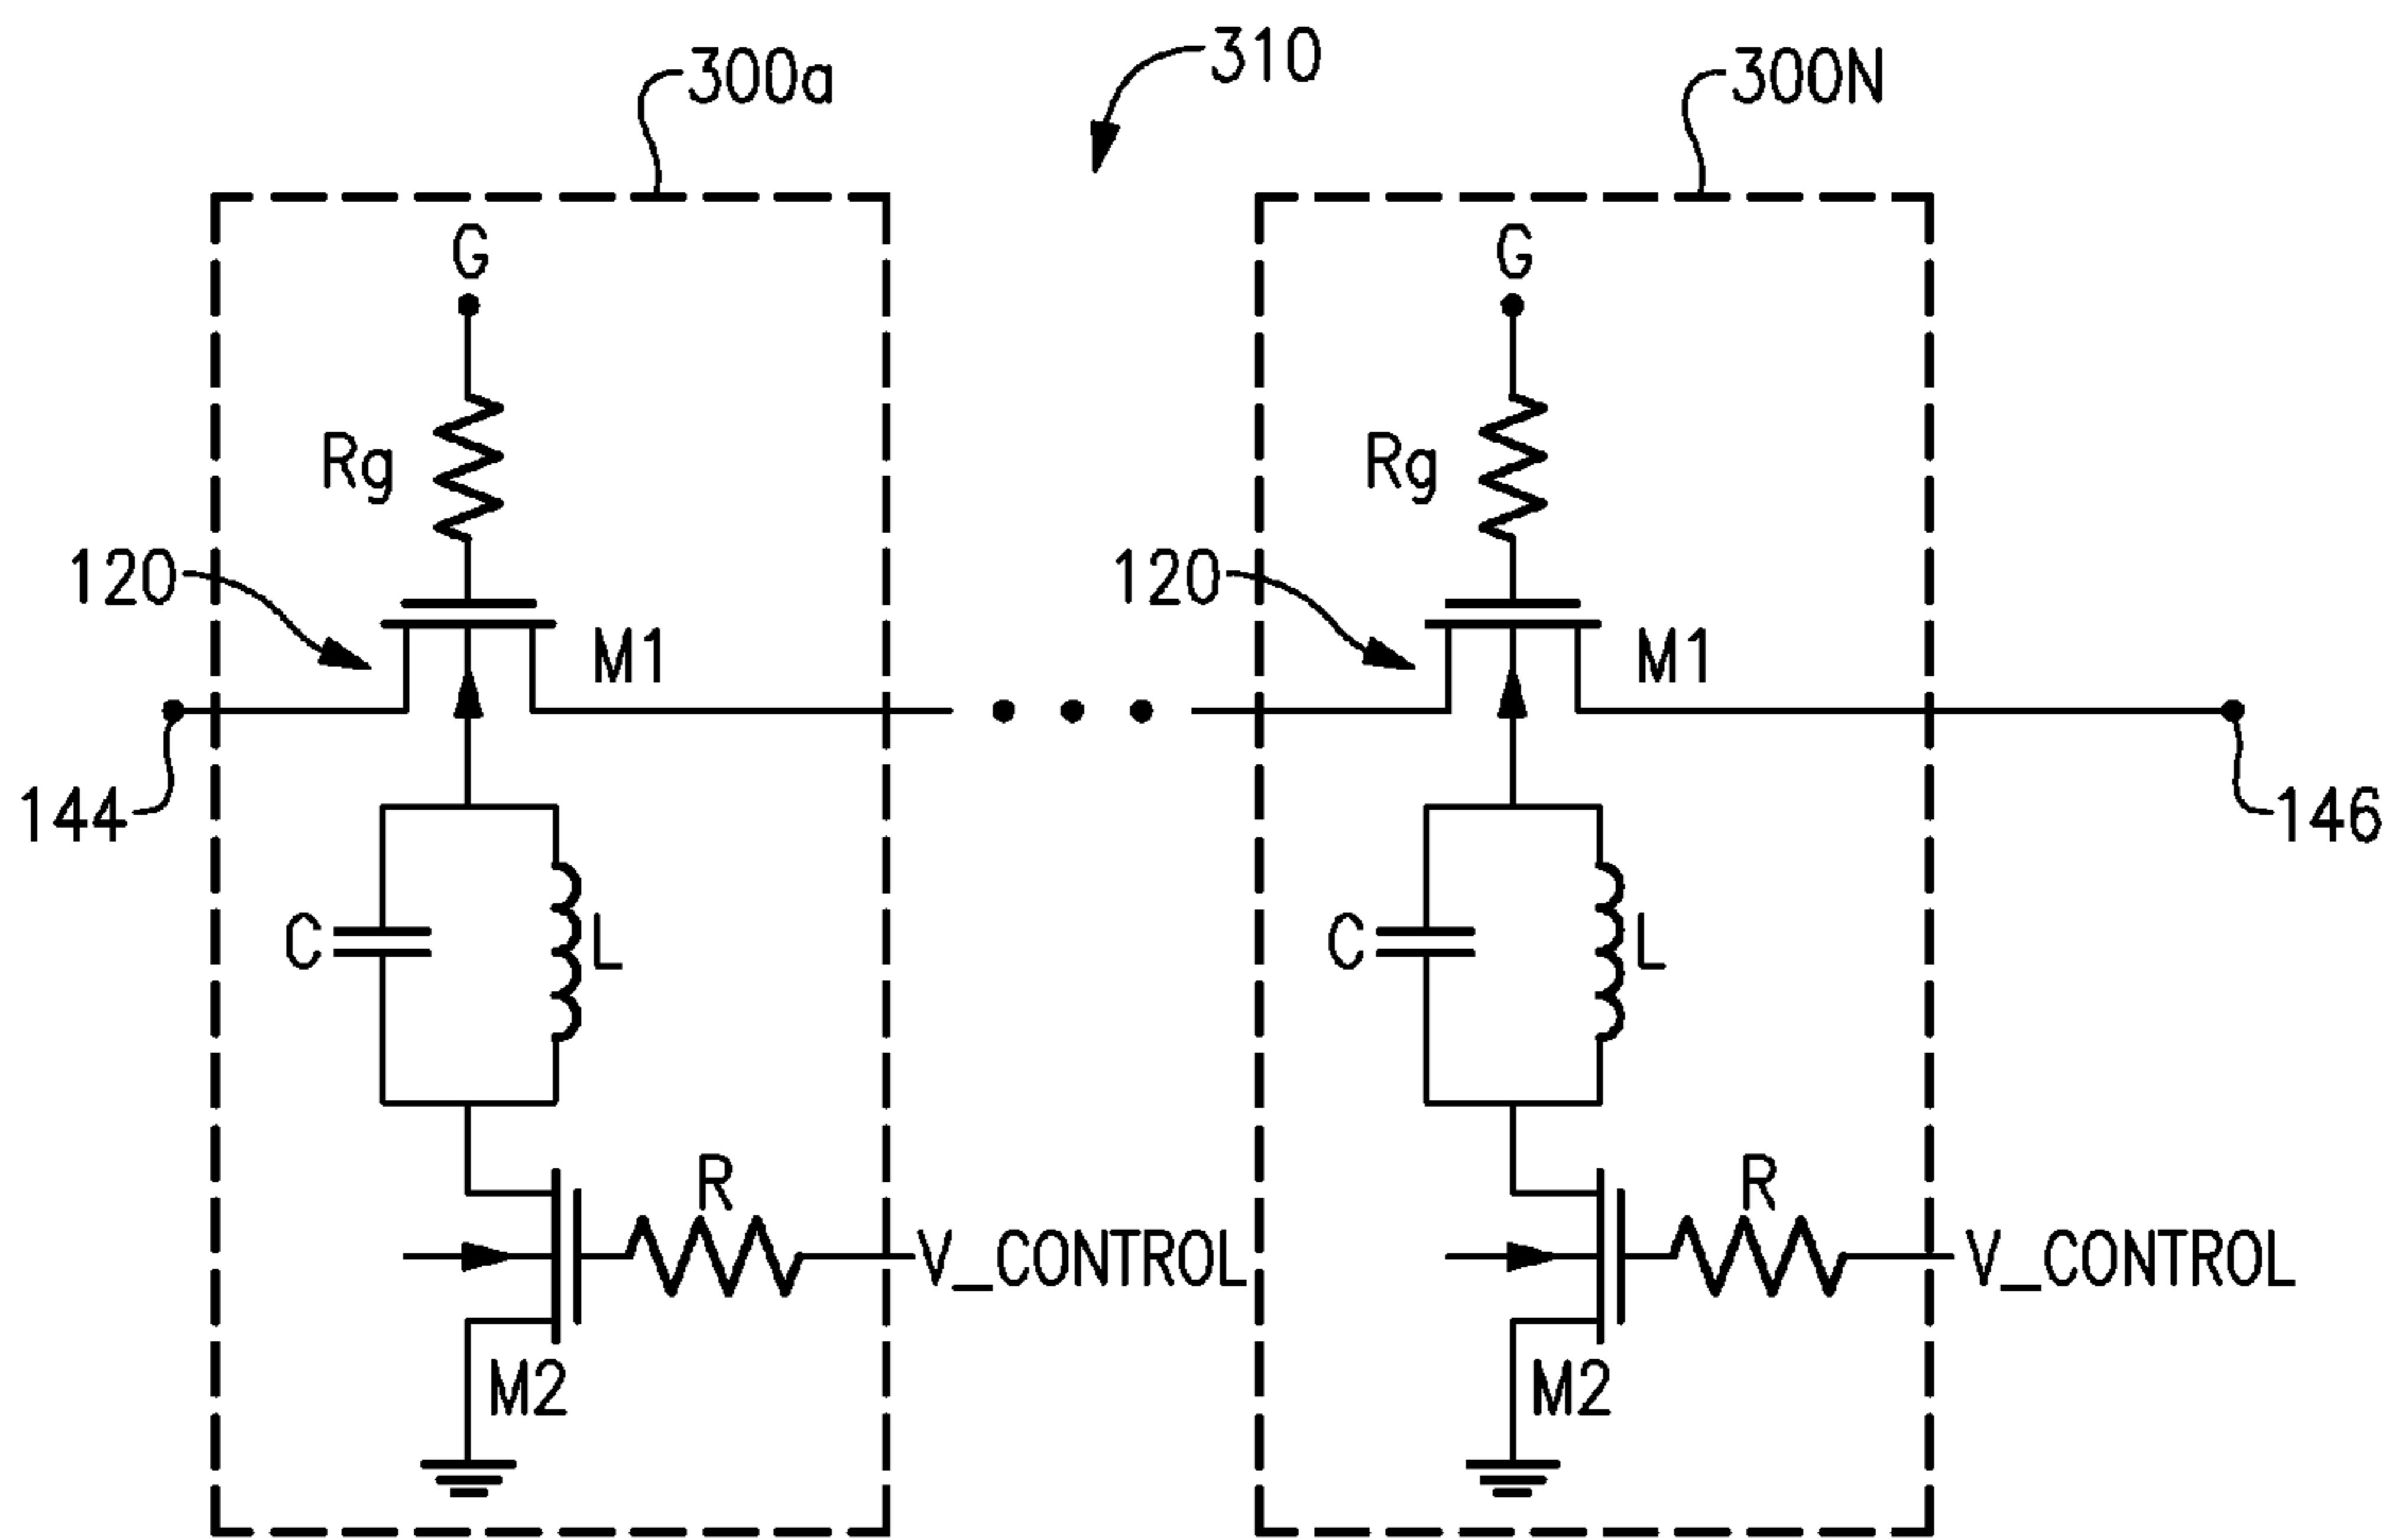 310
300a
300N
G
G
Rg
Rg
120
120
M1
M1
144
146
C
L
C
L
R
R
V_CONTROL
V_CONTROL
M2
M2